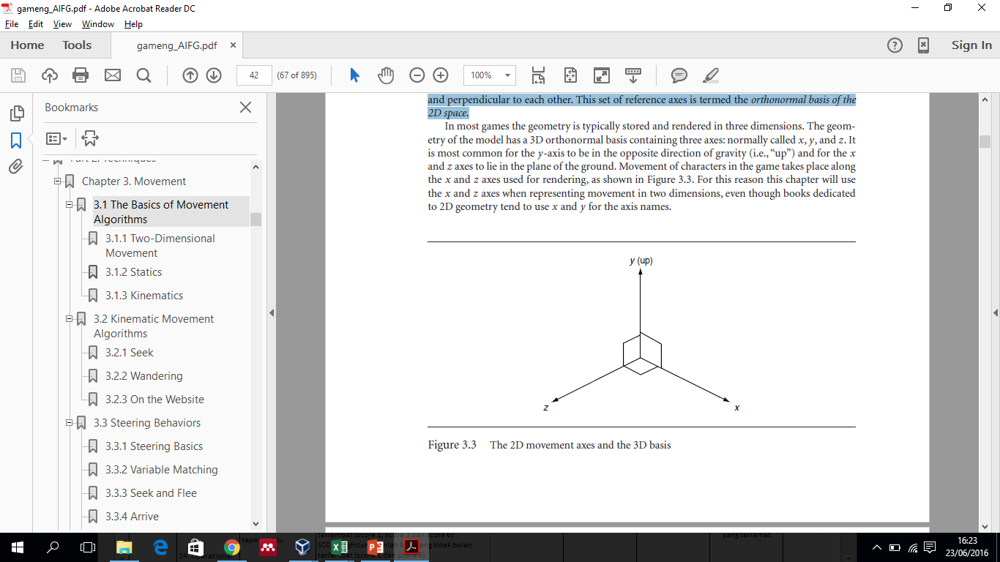 gameng_AIFG.pdf - Adobe Acrobat Reader DC
File Edit View Window Help
Home Tools gameng_AIFG.pdf × Sign In
42 (67 of 895) 100%
Bookmarks
Chapter 3. Movement
3.1 The Basics of Movement
Algorithms
3.1.1 Two-Dimensional
Movement
3.1.2 Statics
3.1.3 Kinematics
3.2 Kinematic Movement
Algorithms
3.2.1 Seek
3.2.2 Wandering
3.2.3 On the Website
3.3 Steering Behaviors
3.3.1 Steering Basics
3.3.2 Variable Matching
3.3.3 Seek and Flee
3.3.4 Arrive
and perpendicular to each other. This set of reference axes is termed the orthonormal basis of the
2D space.
In most games the geometry is typically stored and rendered in three dimensions. The geom-
etry of the model has a 3D orthonormal basis containing three axes: normally called x, y, and z. It
is most common for the y-axis to be in the opposite direction of gravity (i.e., “up”) and for the x
and z axes to lie in the plane of the ground. Movement of characters in the game takes place along
the x and z axes used for rendering, as shown in Figure 3.3. For this reason this chapter will use
the x and z axes when representing movement in two dimensions, even though books dedicated
to 2D geometry tend to use x and y for the axis names.
y (up)
z
x
Figure 3.3 The 2D movement axes and the 3D basis
16:23
23/06/2016